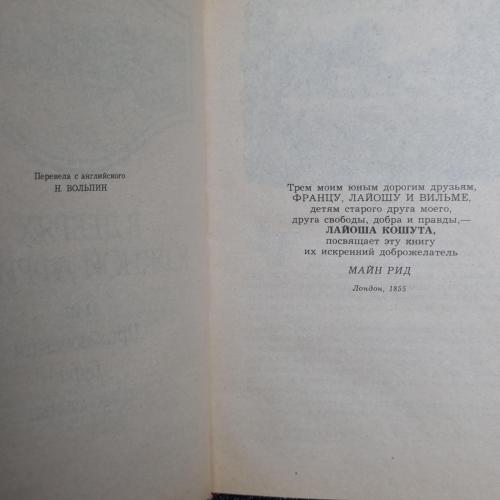 Перевела с английского
Н. ВОЛЬПИН
Трем моим юным дорогим друзьям,
ФРАНЦУ, ЛАЙОШУ И ВИЛЬМЕ,
детям старого друга моего,
друга свободы, добра и правды,—
ЛАЙОША КОШУТА,
посвящает эту книгу
их искренний доброжелатель
МАЙН РИД
Лондон, 1855